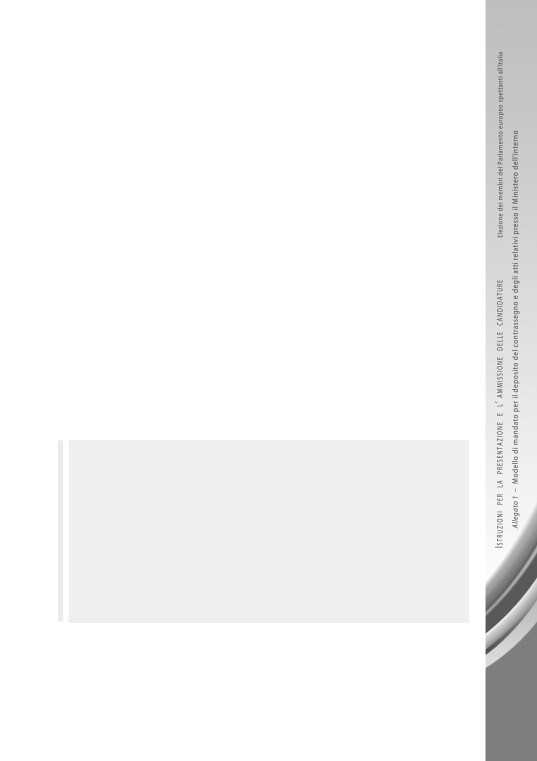 Elezione dei membri del Parlamento europeo spettanti all'Italia
ISTRUZIONI PER LA PRESENTAZIONE E L'AMMISSIONE DELLE CANDIDATURE
Allegato 1 – Modello di mandato per il deposito del contrassegno e degli atti relativi presso il Ministero dell'interno